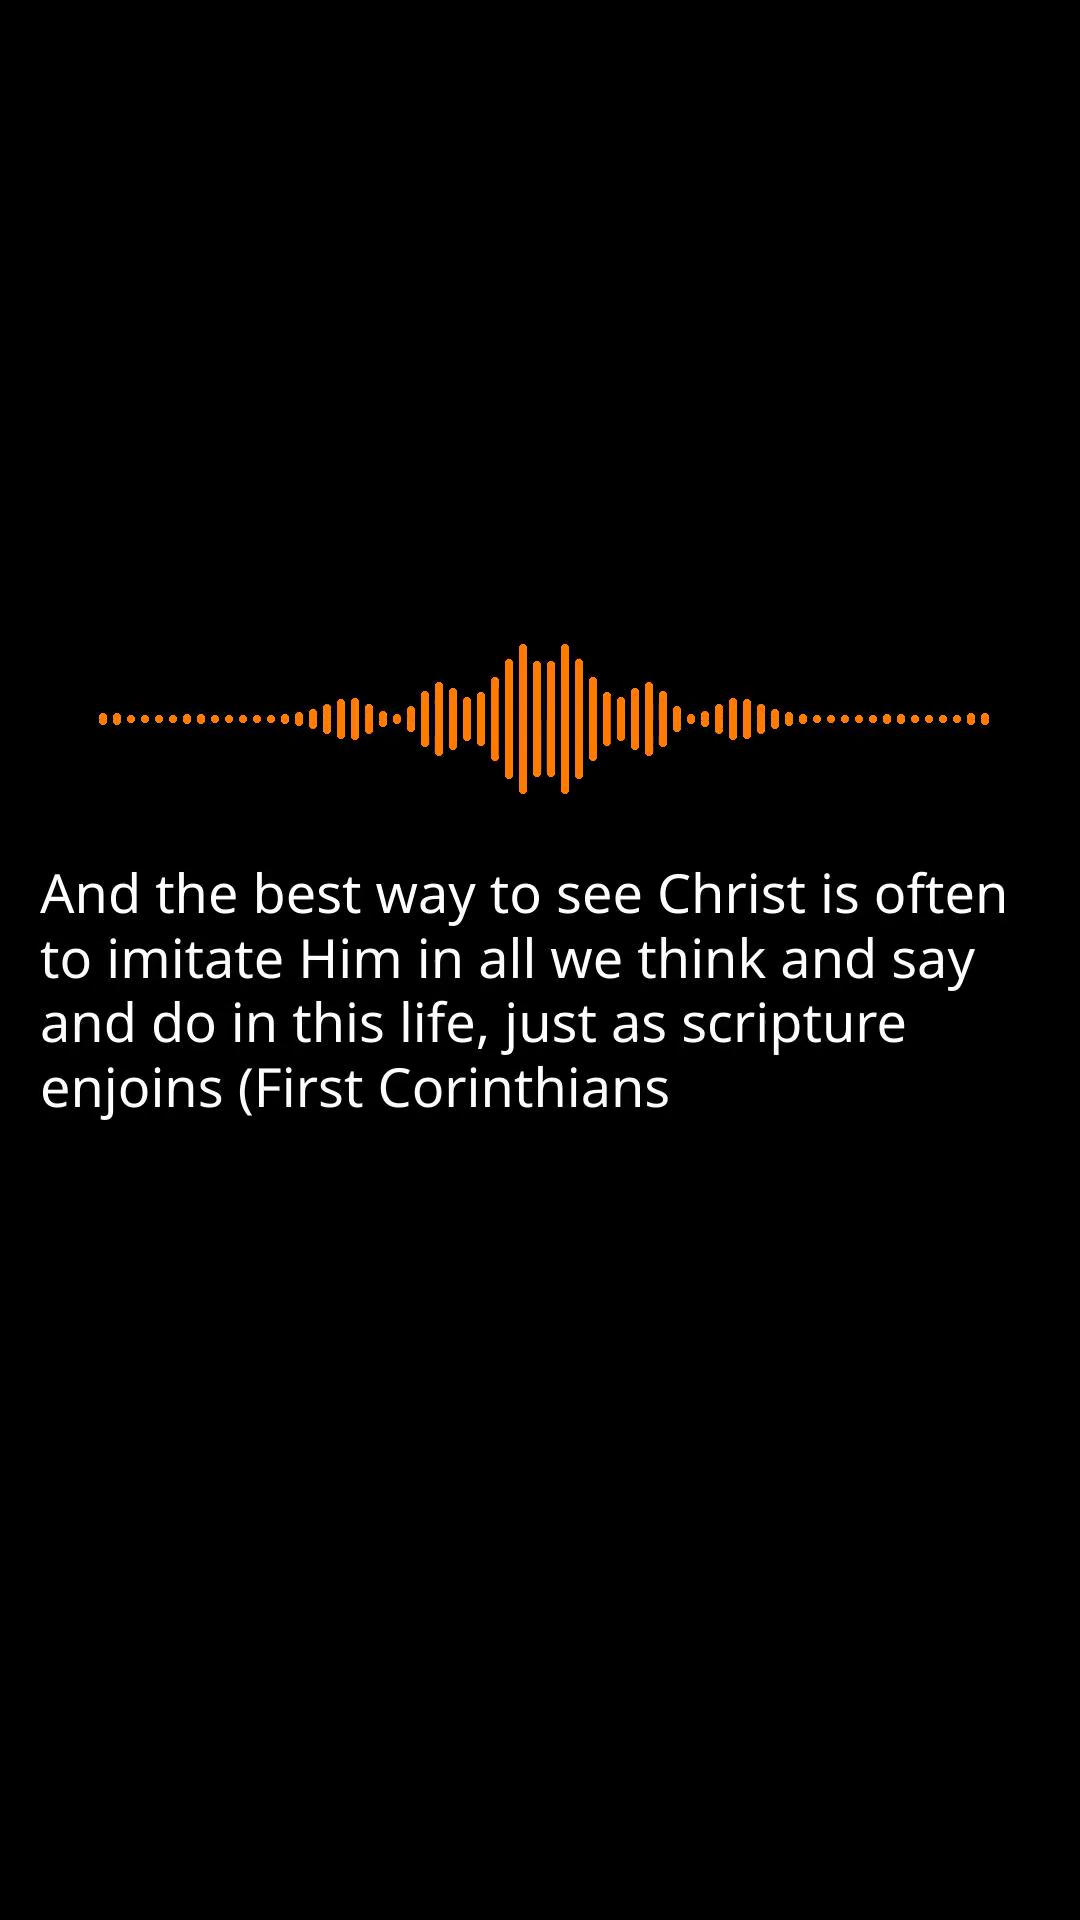 And the best way to see Christ is often
to imitate Him in all we think and say
and do in this life, just as scripture
enjoins (First Corinthians